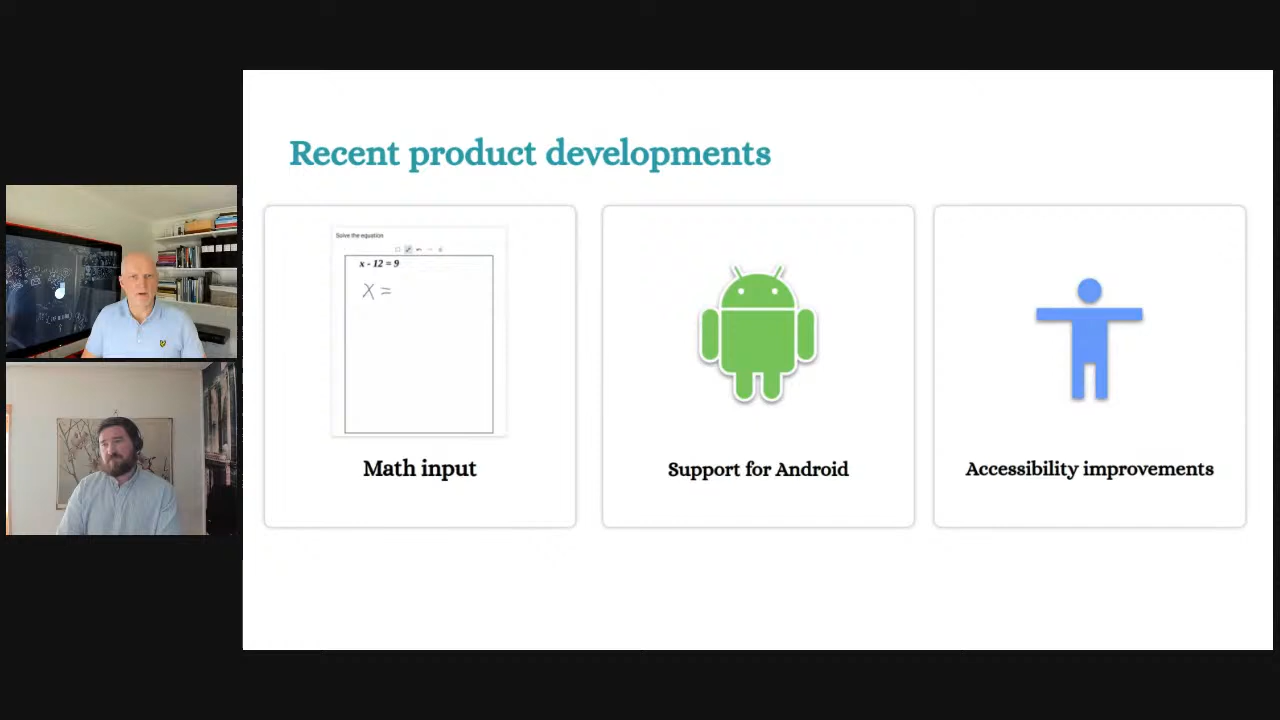 Recent product developments
Solve the equation
x - 12 = 9
X =
Math input
Support for Android
Accessibility improvements